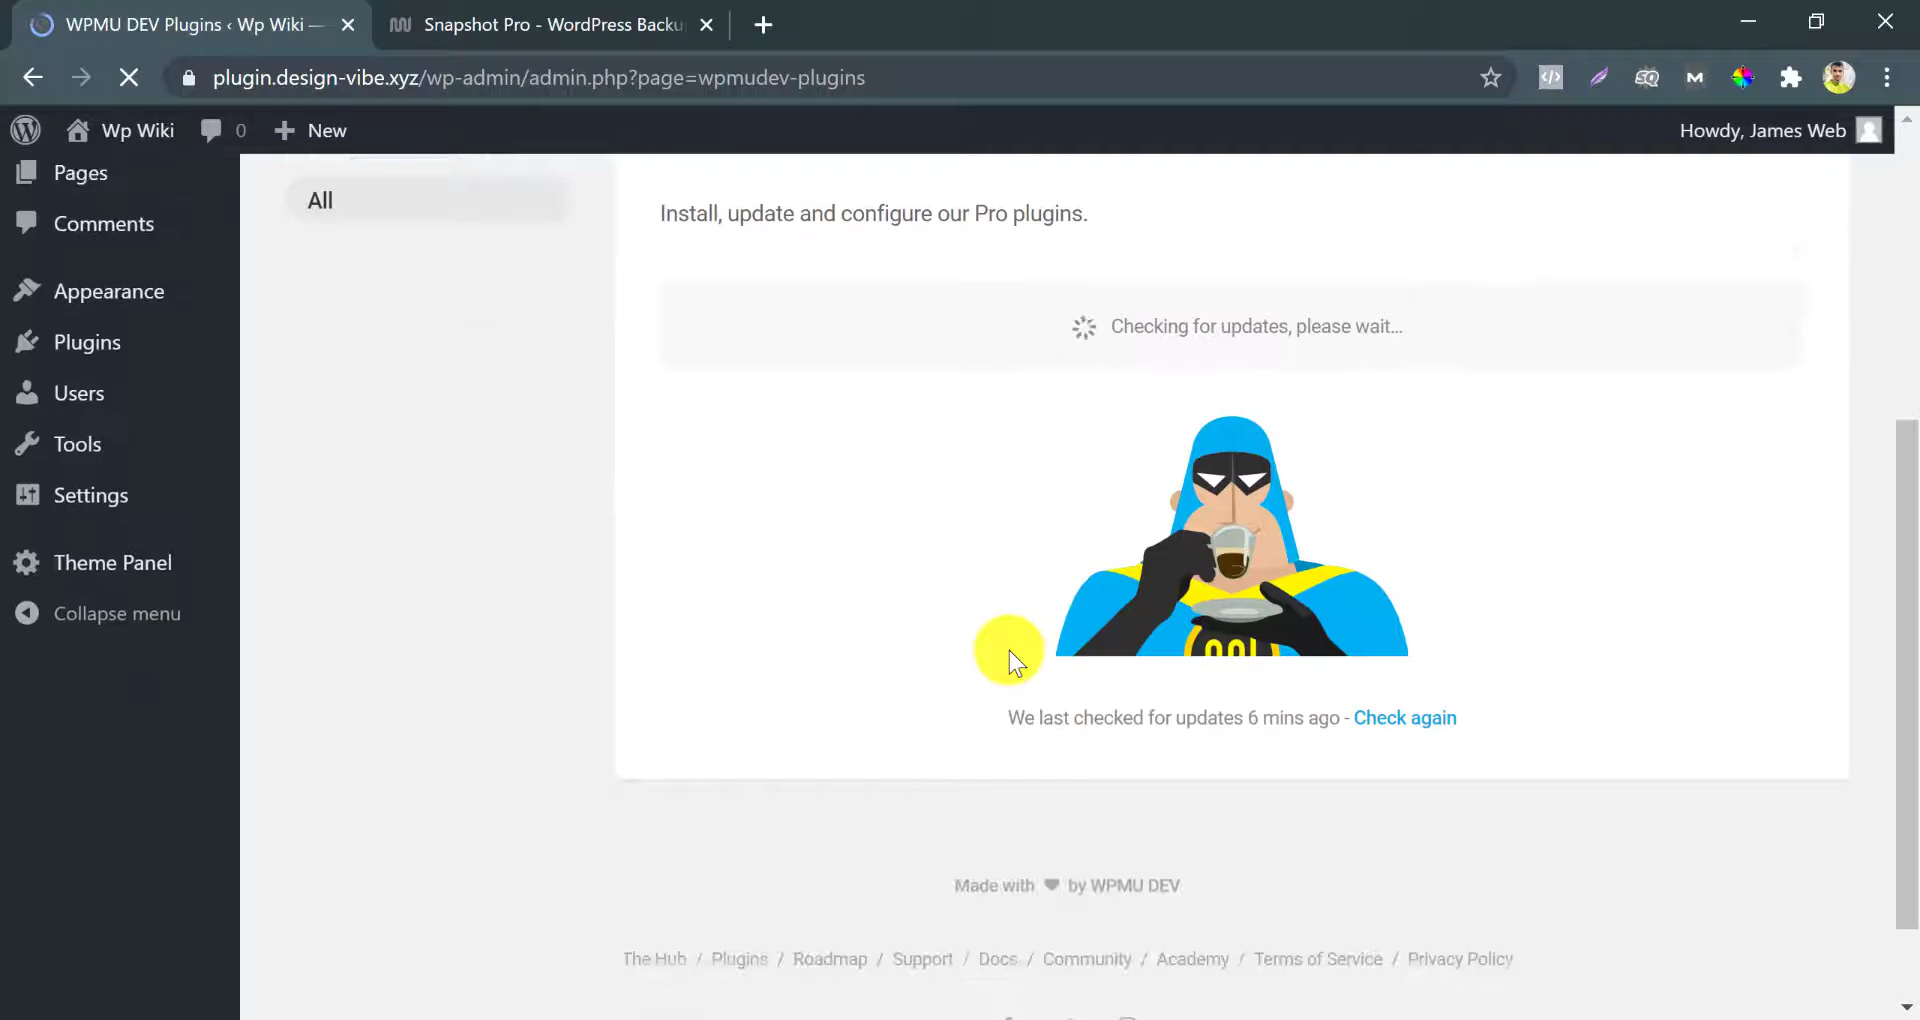 WPMU DEV Plugins ‹ Wp Wiki —
Snapshot Pro - WordPress Backu
plugin.design-vibe.xyz/wp-admin/admin.php?page=wpmudev-plugins
Wp Wiki
0
New
Howdy, James Web
Pages
Comments
Appearance
Plugins
Users
Tools
Settings
Theme Panel
Collapse menu
All
Install, update and configure our Pro plugins.
Checking for updates, please wait...
We last checked for updates 6 mins ago - Check again
Made with ❤ by WPMU DEV
The Hub / Plugins / Roadmap / Support / Docs / Community / Academy / Terms of Service / Privacy Policy